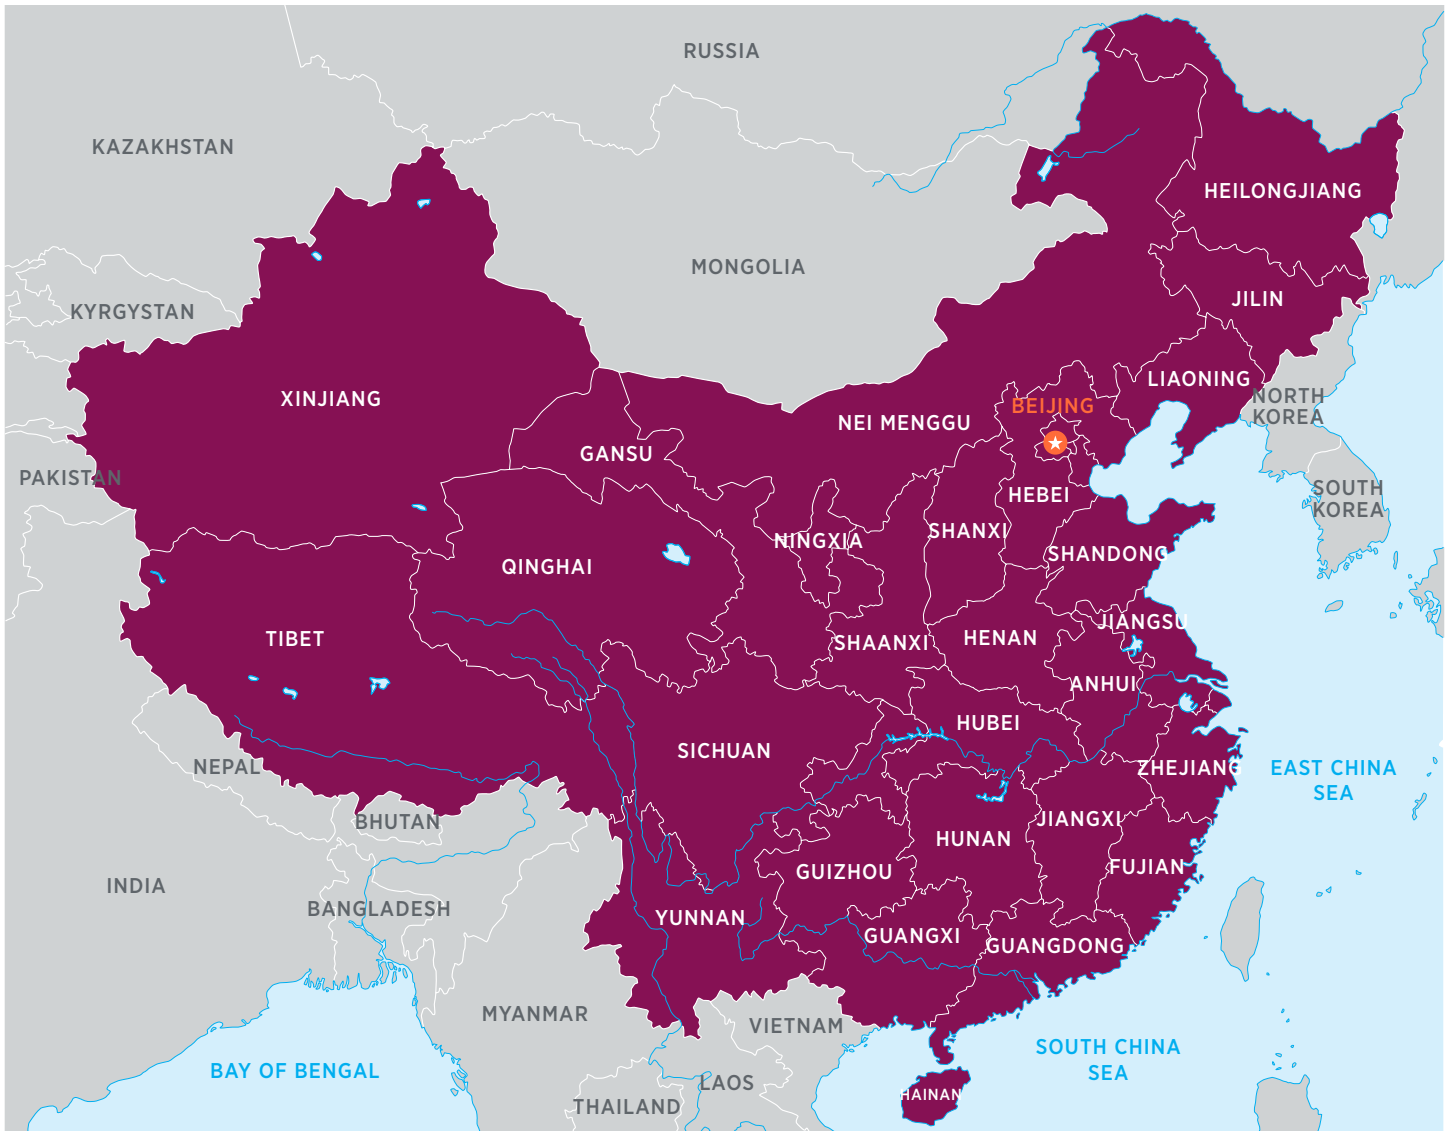 RUSSIA
KAZAKHSTAN
HEILONGJIANG
MONGOLIA
JILIN
KYRGYSTAN
LIAONING
XINJIANG
BEIJING
NORTH
KOREA
NEI MENGGU
GANSU
PAKISTAN
HEBEI
SOUTH
KOREA
SHANXI
NINGXIA
SHANDONG
QINGHAI
JIANGSU
TIBET
HENAN
SHAANXI
ANHUI
HUBEI
SICHUAN
NEPAL
ZHEJIANG
EAST CHINA
SEA
BHUTAN
JIANGXI
HUNAN
FUJIAN
GUIZHOU
INDIA
BANGLADESH
YUNNAN
GUANGXI
GUANGDONG
MYANMAR
VIETNAM
SOUTH CHINA
SEA
BAY OF BENGAL
LAOS
HAINAN
THAILAND